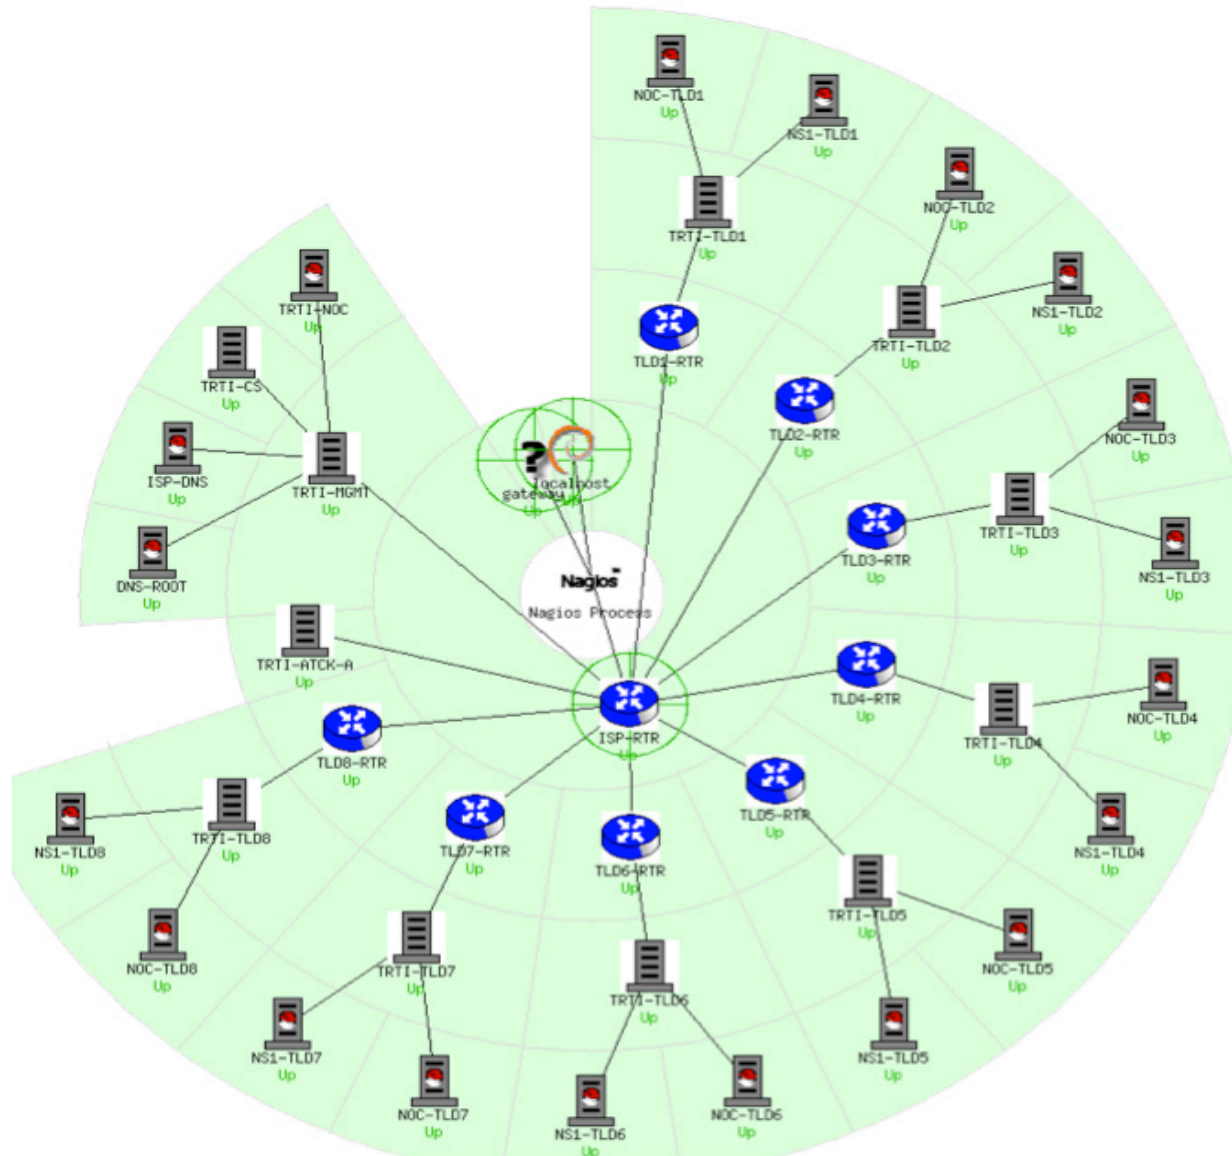 NOC-TLD1
Up
NS1-TLD1
Up
TRTI-TLD1
Up
TLD1-RTR
Up
NOC-TLD2
Up
NS1-TLD2
Up
TRTI-TLD2
Up
TLD2-RTR
Up
TRTI-NOC
Up
TRTI-CS
Up
ISP-DNS
Up
TRTI-MGMT
Up
DNS-ROOT
Up
localhost
Up
gateway
Up
Nagios™
Nagios Process
NOC-TLD3
Up
NS1-TLD3
Up
TRTI-TLD3
Up
TLD3-RTR
Up
TRTI-ATCK-A
Up
ISP-RTR
Up
TLD4-RTR
Up
TRTI-TLD4
Up
NOC-TLD4
Up
NS1-TLD4
Up
TLD8-RTR
Up
TRTI-TLD8
Up
NS1-TLD8
Up
NOC-TLD8
Up
TLD7-RTR
Up
TRTI-TLD7
Up
NS1-TLD7
Up
NOC-TLD7
Up
TLD6-RTR
Up
TRTI-TLD6
Up
NS1-TLD6
Up
NOC-TLD6
Up
TLD5-RTR
Up
TRTI-TLD5
Up
NOC-TLD5
Up
NS1-TLD5
Up